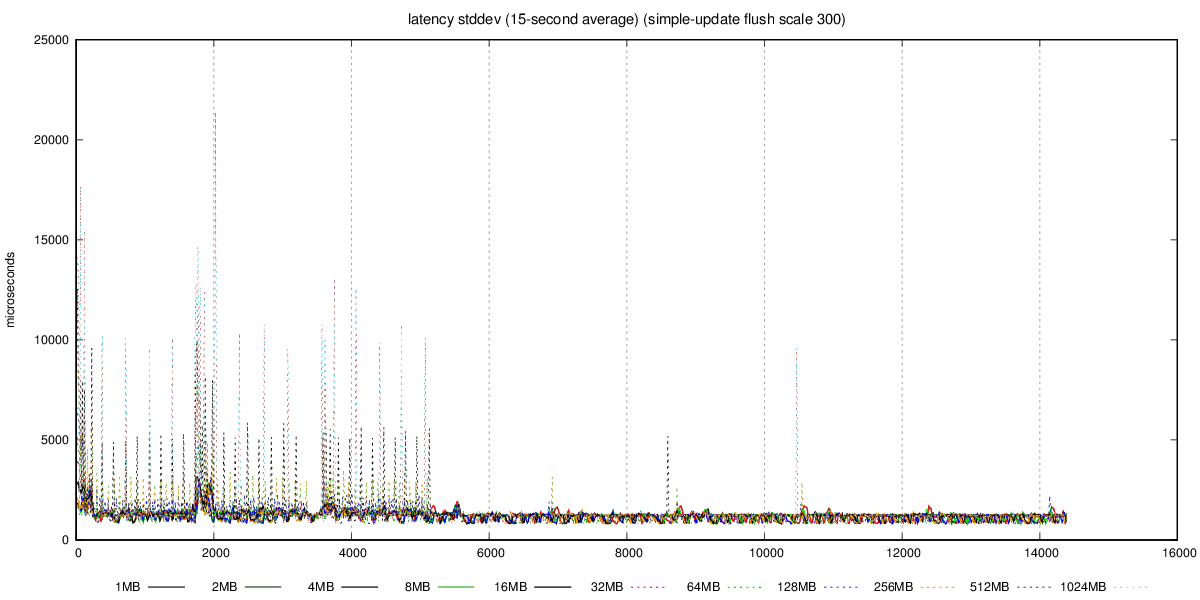 latency stddev (15-second average) (simple-update flush scale 300)
25000
20000
15000
10000
5000
0
microseconds
0 2000 4000 6000 8000 10000 12000 14000 16000
1MB 2MB 4MB 8MB 16MB 32MB 64MB 128MB 256MB 512MB 1024MB